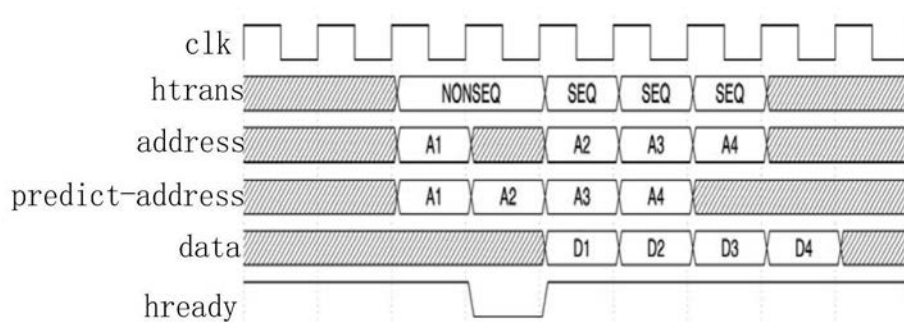 clk
htrans NONSEQ SEQ SEQ SEQ
address A1 A2 A3 A4
predict-address A1 A2 A3 A4
data D1 D2 D3 D4
hready